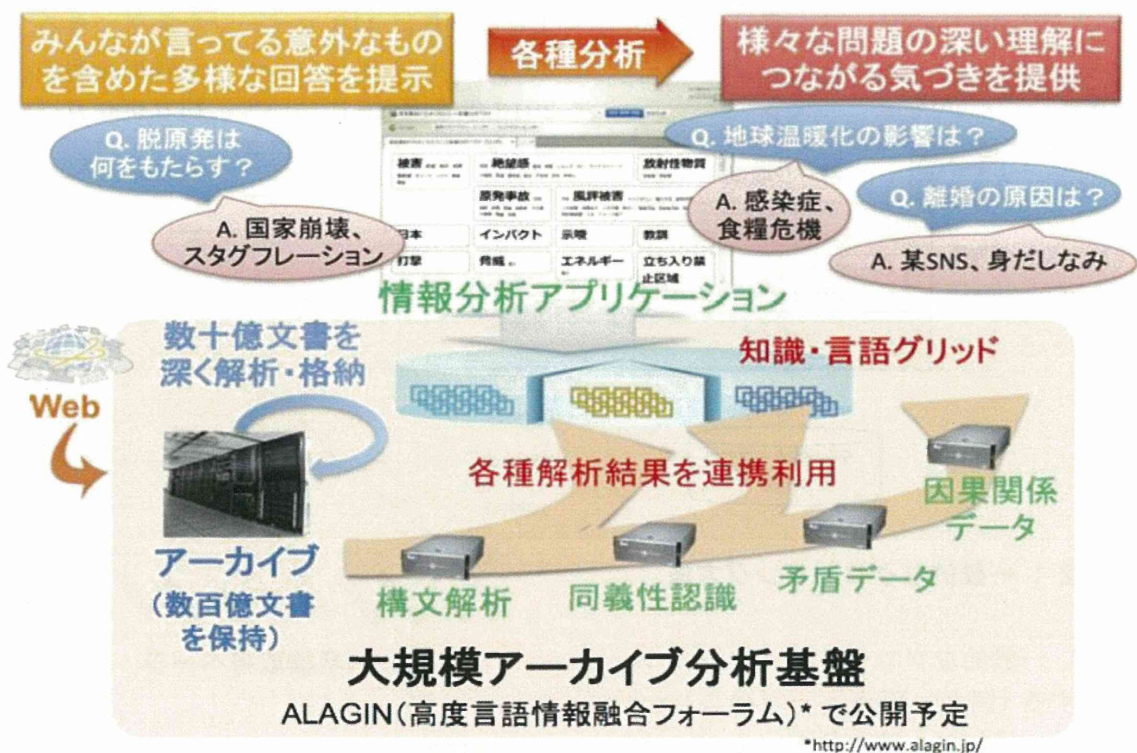 みんなが言ってる意外なもの
を含めた多様な回答を提示
各種分析
様々な問題の深い理解に
つながる気づきを提供
Q. 脱原発は
何をもたらす？
A. 国家崩壊、
スタグフレーション
Q. 地球温暖化の影響は？
A. 感染症、
食糧危機
Q. 離婚の原因は？
A. 某SNS、身だしなみ
被害
絶望感
放射性物質
原発事故
風評被害
日本
インパクト
示唆
教訓
打撃
脅威
エネルギー
立ち入り禁
止区域
情報分析アプリケーション
数十億文書を
深く解析・格納
知識・言語グリッド
Web
各種解析結果を連携利用
因果関係
データ
アーカイブ
（数百億文書
を保持）
構文解析
同義性認識
矛盾データ
大規模アーカイブ分析基盤
ALAGIN（高度言語情報融合フォーラム）* で公開予定
*http://www.alagin.jp/